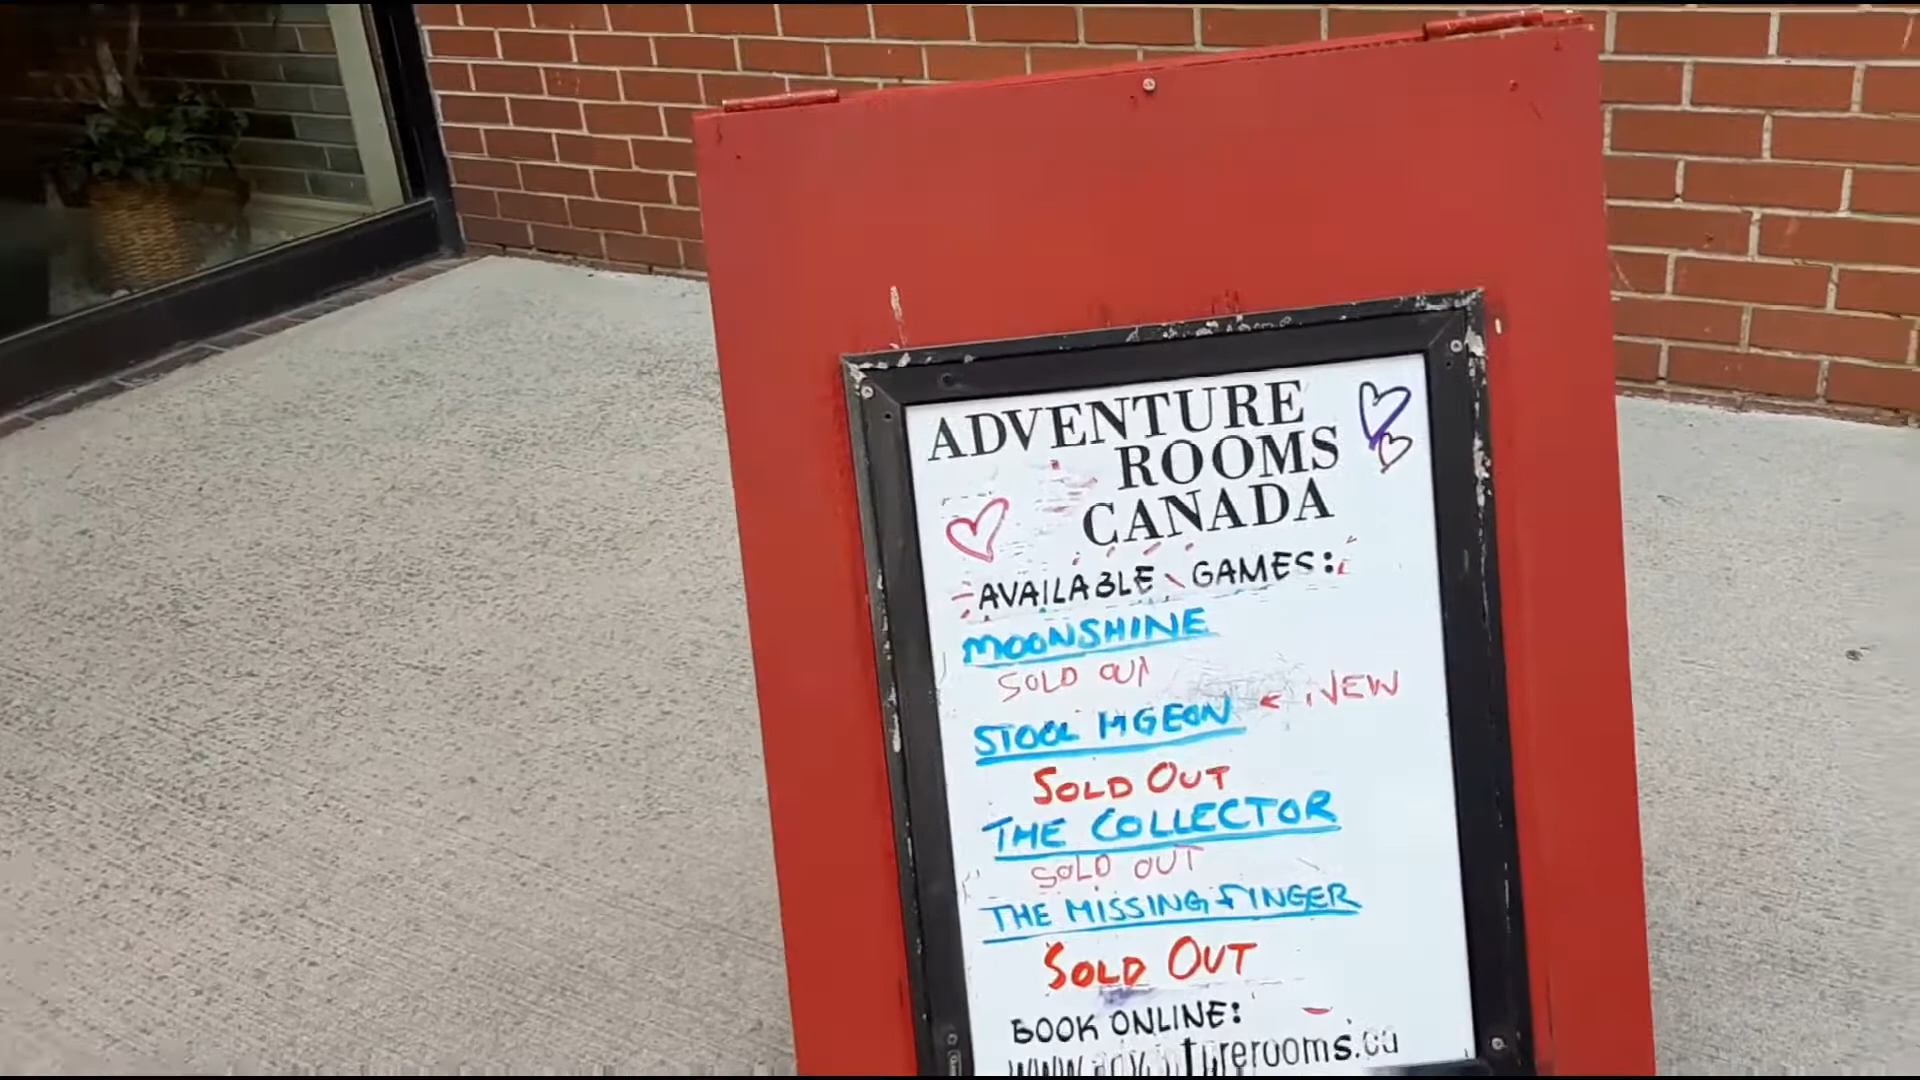 ADVENTURE
ROOMS
CANADA
AVAILABLE GAMES:
MOONSHINE
SOLD OUT
STOOL PIGEON ← NEW
SOLD OUT
THE COLLECTOR
SOLD OUT
THE MISSING FINGER
SOLD OUT
BOOK ONLINE:
www.adventurerooms.ca